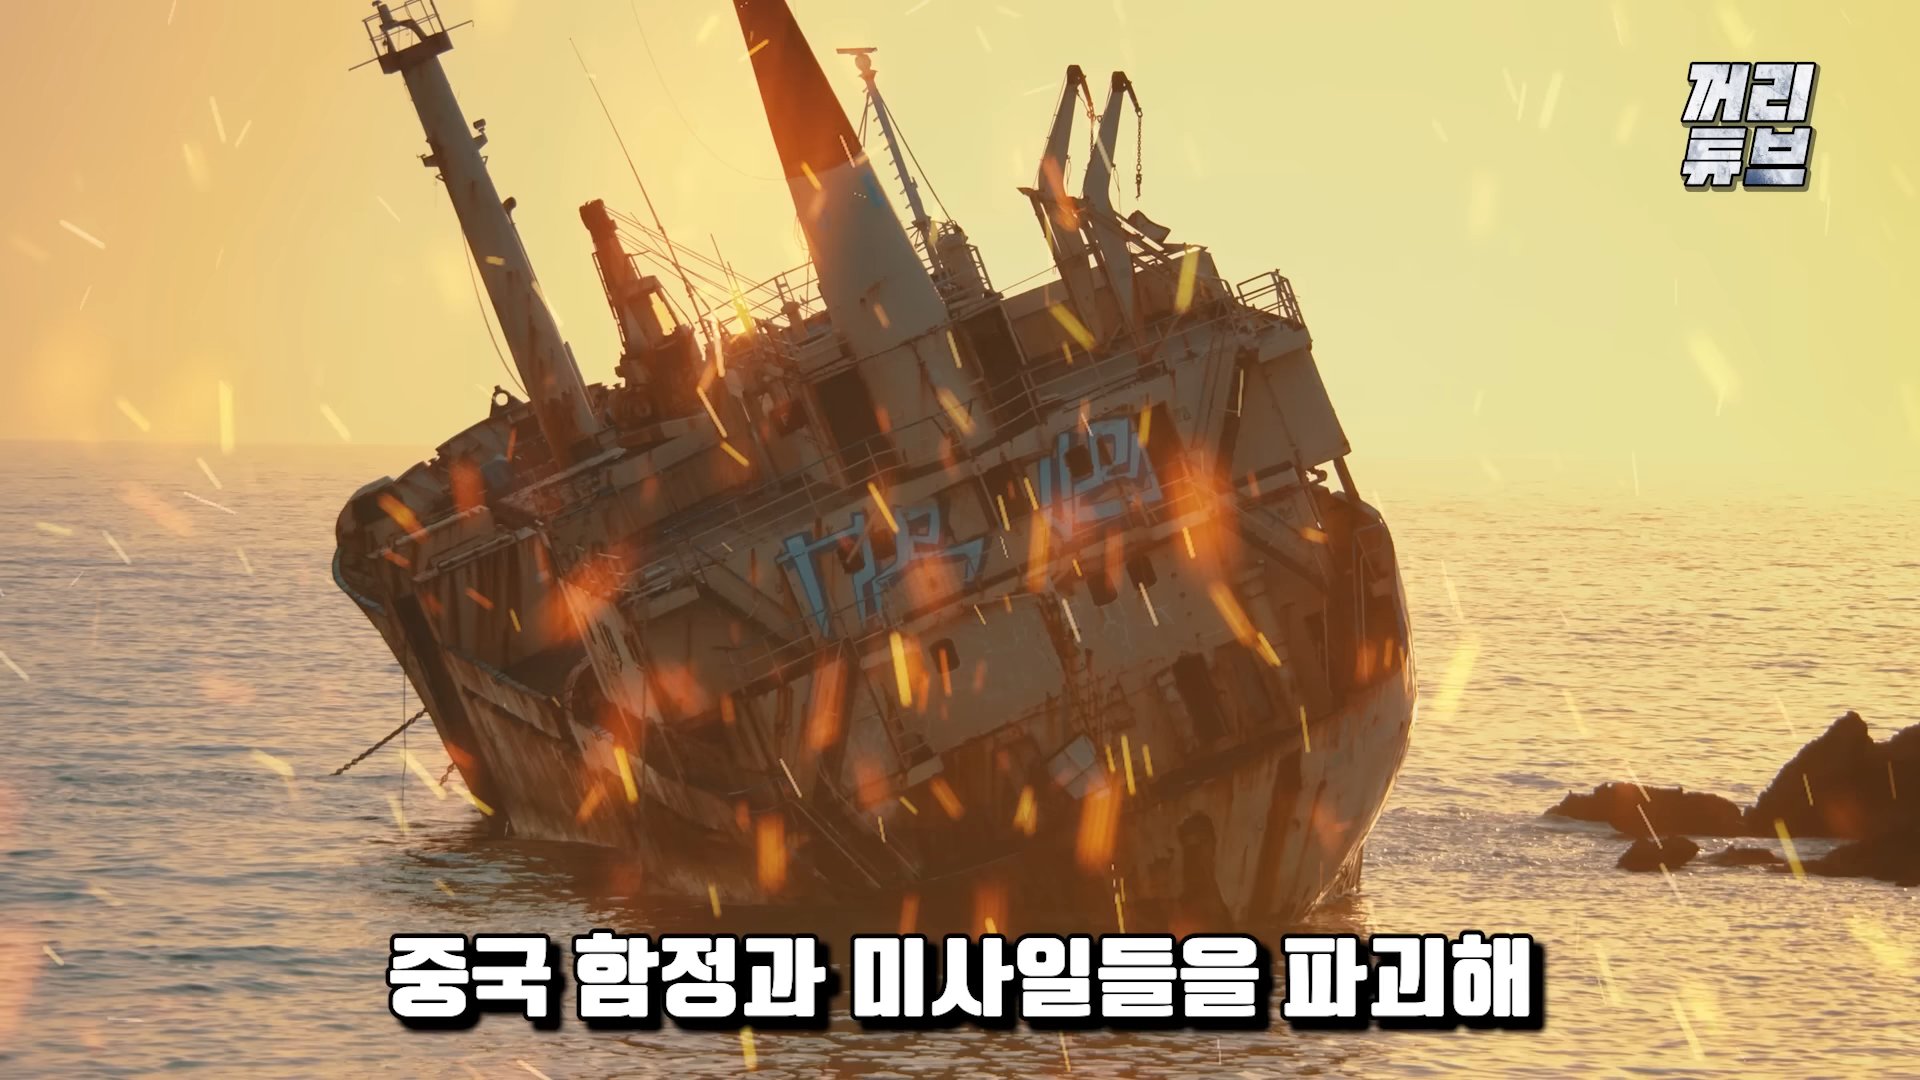 꺼리
튜브
중국 함정과 미사일들을 파괴해